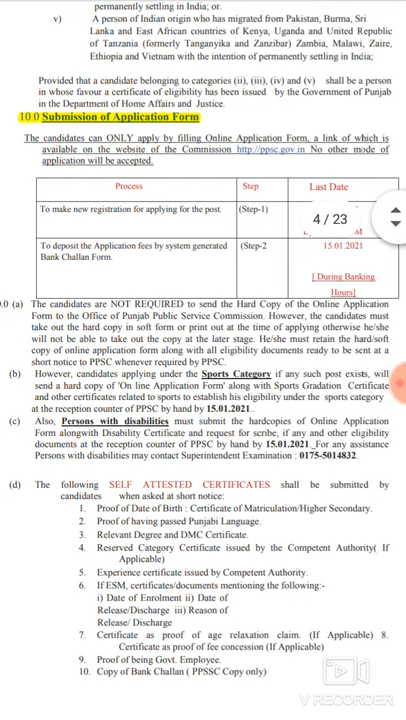 permanently settling in India; or.
v) A person of Indian origin who has migrated from Pakistan, Burma, Sri
Lanka and East African countries of Kenya, Uganda and United Republic
of Tanzania (formerly Tanganyika and Zanzibar) Zambia, Malawi, Zaire,
Ethiopia and Vietnam with the intention of permanently settling in India;
Provided that a candidate belonging to categories (ii), (iii), (iv) and (v) shall be a person
in whose favour a certificate of eligibility has been issued by the Government of Punjab
in the Department of Home Affairs and Justice.
10.0 Submission of Application Form
The candidates can ONLY apply by filling Online Application Form, a link of which is
available on the website of the Commission http://ppsc.gov.in No other mode of
application will be accepted.
Process Step Last Date
To make new registration for applying for the post. (Step-1)
4 / 23
M
To deposit the Application fees by system generated (Step-2 15.01.2021
Bank Challan Form.
[ During Banking
Hours]
0.0 (a) The candidates are NOT REQUIRED to send the Hard Copy of the Online Application
Form to the Office of Punjab Public Service Commission. However, the candidates must
take out the hard copy in soft form or print out at the time of applying otherwise he/she
will not be able to take out the copy at the later stage. He/she must retain the hard/soft
copy of online application form along with all eligibility documents ready to be sent at a
short notice to PPSC whenever required by PPSC.
(b) However, candidates applying under the Sports Category if any such post exists, will
send a hard copy of 'On line Application Form' along with Sports Gradation Certificate
and other certificates related to sports to establish his eligibility under the sports category
at the reception counter of PPSC by hand by 15.01.2021..
(c) Also, Persons with disabilities must submit the hardcopies of Online Application
Form alongwith Disability Certificate and request for scribe, if any and other eligibility
documents at the reception counter of PPSC by hand by 15.01.2021. For any assistance
Persons with disabilities may contact Superintendent Examination : 0175-5014832.
(d) The following SELF ATTESTED CERTIFICATES shall be submitted by
candidates when asked at short notice:
1. Proof of Date of Birth : Certificate of Matriculation/Higher Secondary.
2. Proof of having passed Punjabi Language.
3. Relevant Degree and DMC Certificate.
4. Reserved Category Certificate issued by the Competent Authority( If
Applicable)
5. Experience certificate issued by Competent Authority.
6. If ESM, certificates/documents mentioning the following:-
i) Date of Enrolment ii) Date of
Release/Discharge iii) Reason of
Release/ Discharge
7. Certificate as proof of age relaxation claim. (If Applicable) 8.
Certificate as proof of fee concession (If Applicable)
9. Proof of being Govt. Employee.
10. Copy of Bank Challan ( PPSSC Copy only)
V RECORDER